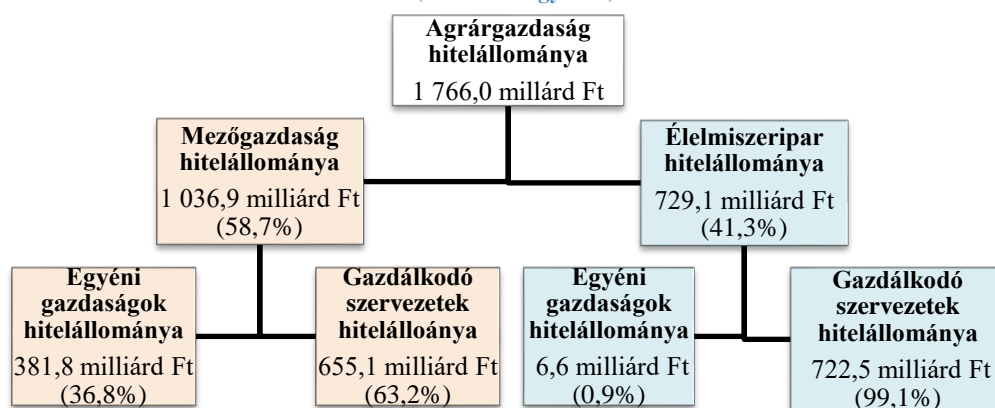 Agrárgazdaság
hitelállománya
1 766,0 millárd Ft
Mezőgazdaság
hitelállománya
1 036,9 milliárd Ft
(58,7%)
Élelmiszeripar
hitelállománya
729,1 milliárd Ft
(41,3%)
Egyéni
gazdaságok
hitelállománya
381,8 milliárd Ft
(36,8%)
Gazdálkodó
szervezetek
hitelálloánya
655,1 milliárd Ft
(63,2%)
Egyéni
gazdaságok
hitelállománya
6,6 milliárd Ft
(0,9%)
Gazdálkodó
szervezetek
hitelállománya
722,5 milliárd Ft
(99,1%)